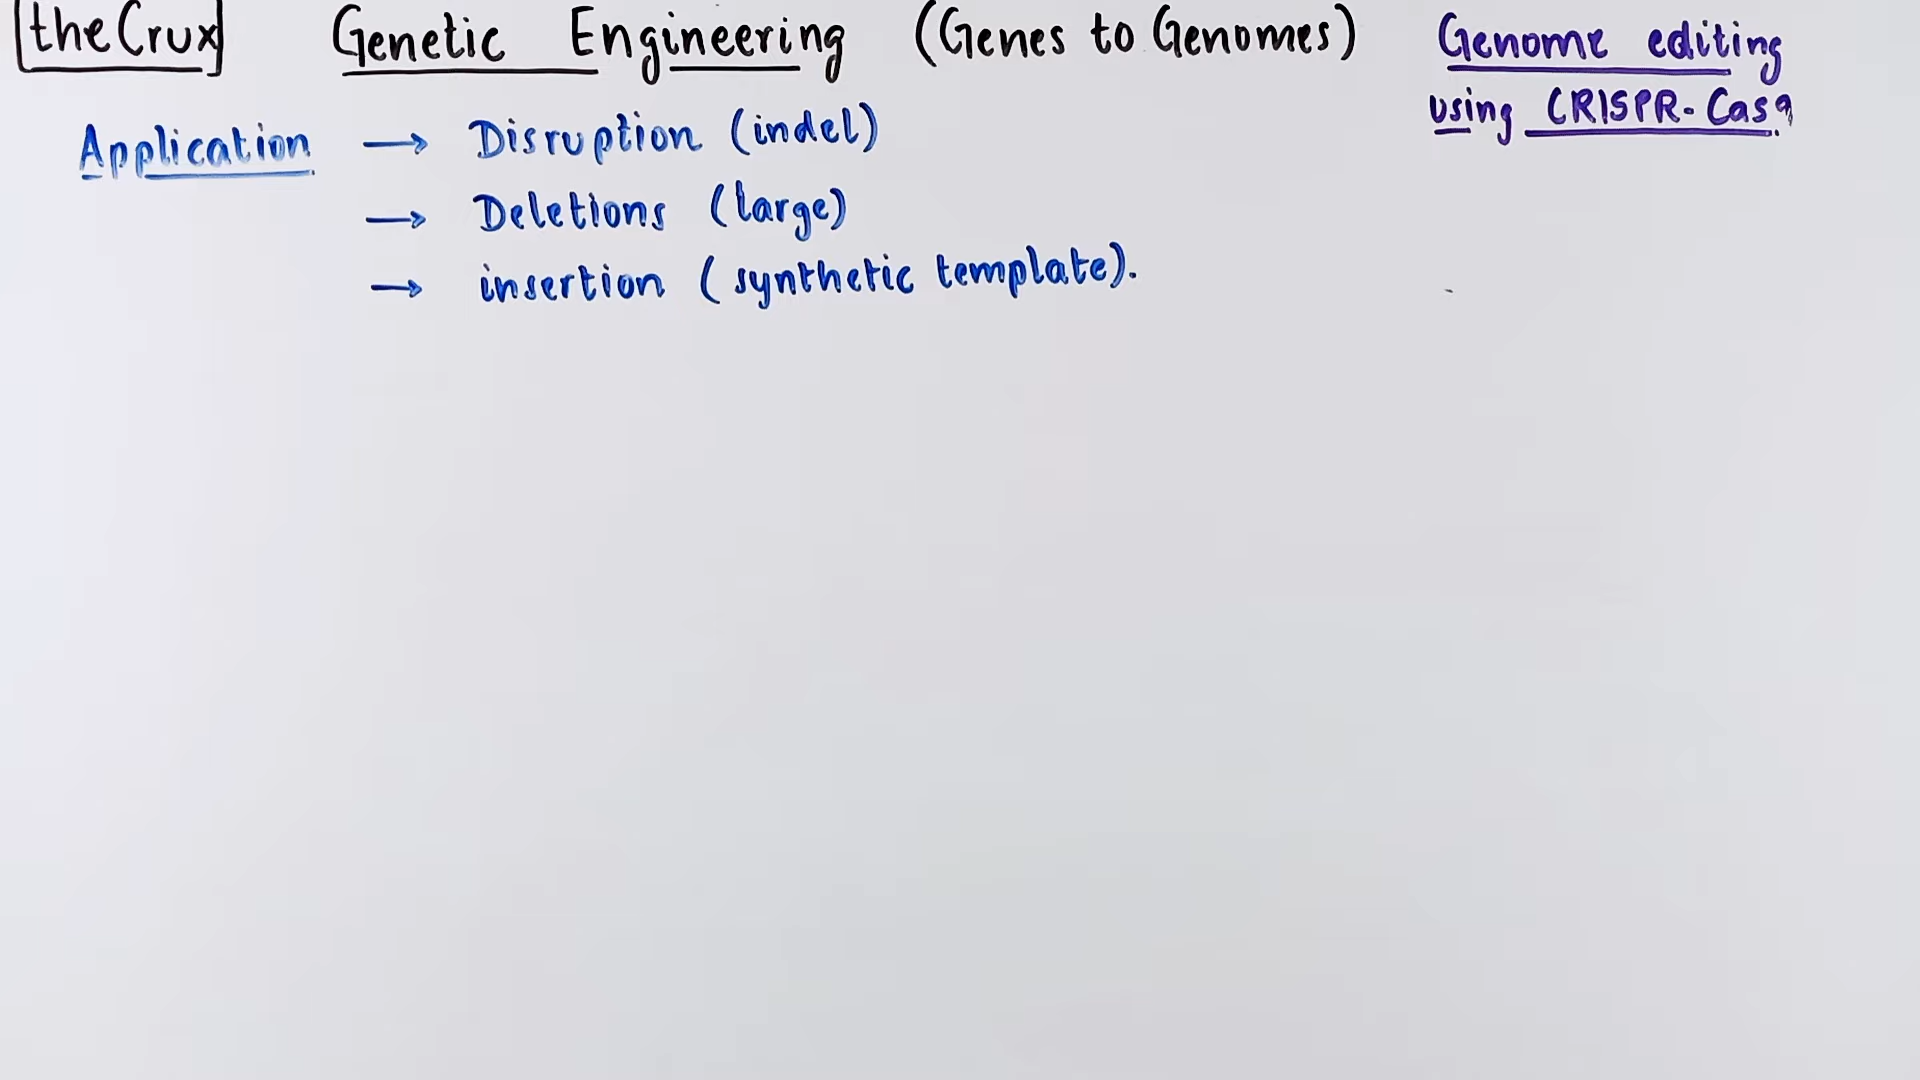 theCrux Genetic Engineering (Genes to Genomes)
Genome editing
using CRISPR-Cas9
Application → Disruption (indel)
→ Deletions (large)
→ insertion (synthetic template).